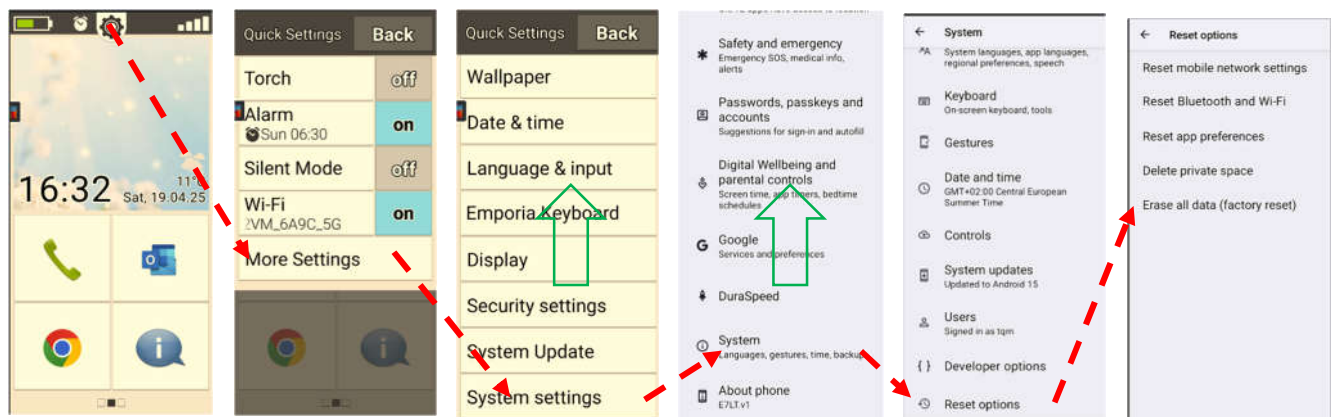 16:32
11°c
Sat, 19.04.25
Quick Settings Back
Torch off
Alarm on
Sun 06:30
Silent Mode off
Wi-Fi on
2VM_6A9C_5G
More Settings
Quick Settings Back
Wallpaper
Date & time
Language & input
Emporia Keyboard
Display
Security settings
System Update
System settings
Safety and emergency
Emergency SOS, medical info,
alerts
Passwords, passkeys and
accounts
Suggestions for sign-in and autofill
Digital Wellbeing and
parental controls
Screen time, app timers, bedtime
schedules
Google
Services and preferences
DuraSpeed
System
Languages, gestures, time, backup
About phone
E7LT.v1
System
System languages, app languages,
regional preferences, speech
Keyboard
On-screen keyboard, tools
Gestures
Date and time
GMT+02:00 Central European
Summer Time
Controls
System updates
Updated to Android 15
Users
Signed in as tqm
{ } Developer options
Reset options
Reset options
Reset mobile network settings
Reset Bluetooth and Wi-Fi
Reset app preferences
Delete private space
Erase all data (factory reset)